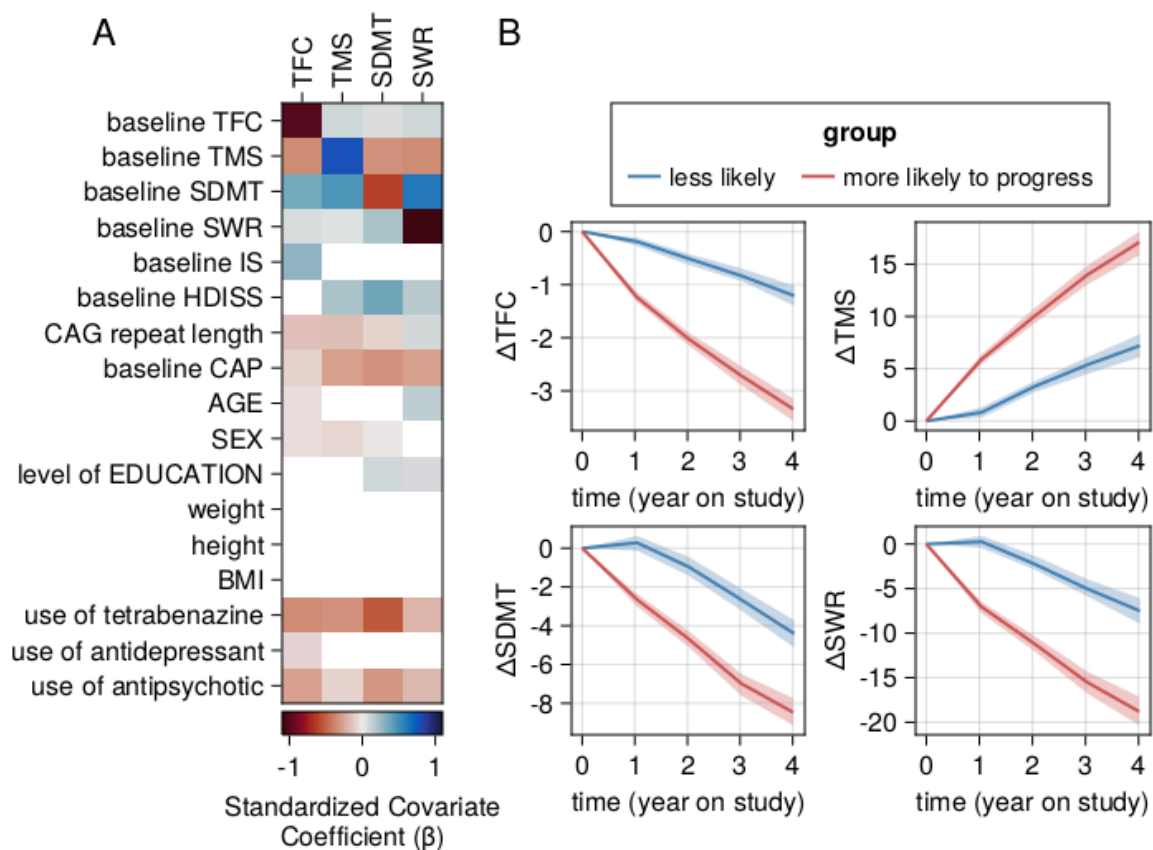 A
TFC
TMS
SDMT
SWR
baseline TFC
baseline TMS
baseline SDMT
baseline SWR
baseline IS
baseline HDISS
CAG repeat length
baseline CAP
AGE
SEX
level of EDUCATION
weight
height
BMI
use of tetrabenazine
use of antidepressant
use of antipsychotic
-1 0 1
Standardized Covariate
Coefficient (β)
B
group
less likely more likely to progress
ΔTFC
0
-1
-2
-3
0 1 2 3 4
time (year on study)
ΔTMS
15
10
5
0
0 1 2 3 4
time (year on study)
ΔSDMT
0
-2
-4
-6
-8
0 1 2 3 4
time (year on study)
ΔSWR
0
-5
-10
-15
-20
0 1 2 3 4
time (year on study)